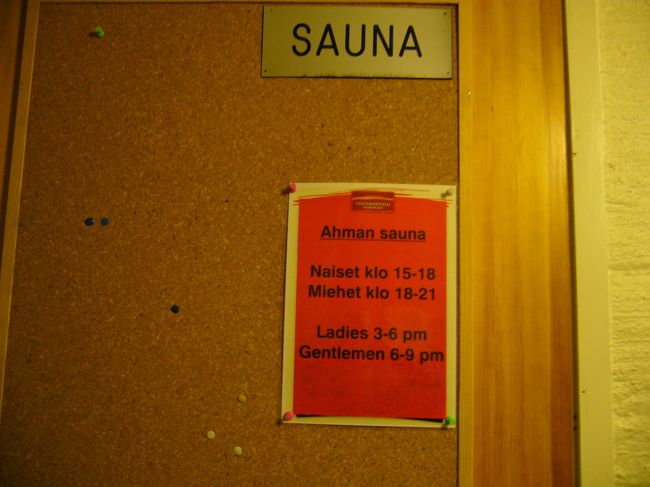 SAUNA
Ahman sauna
Naiset klo 15-18
Miehet klo 18-21
Ladies 3-6 pm
Gentlemen 6-9 pm